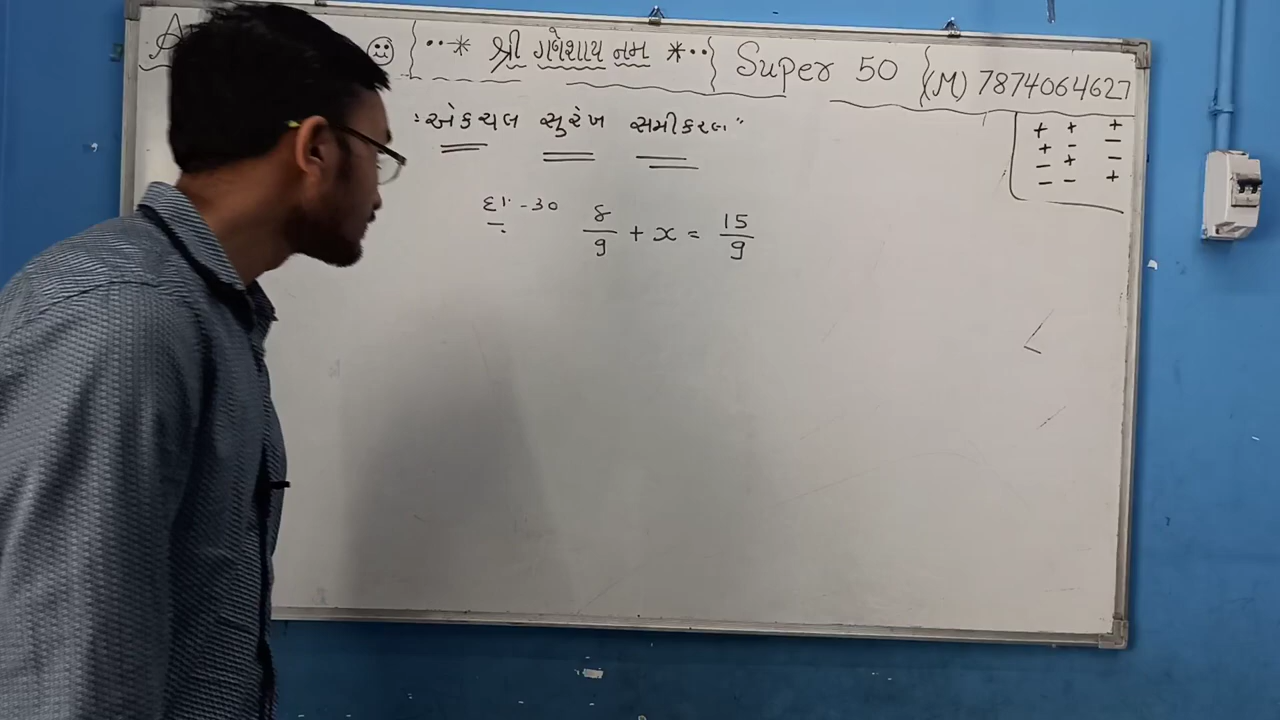 ☺ {··* શ્રી ગણેશાય નમ *··} Super 50 (M) 7874064627
"એકચલ સુરેખ સમીકરણ"
+ + +
+ - -
- + -
- - +
દા.-30 8/9 + x = 15/9